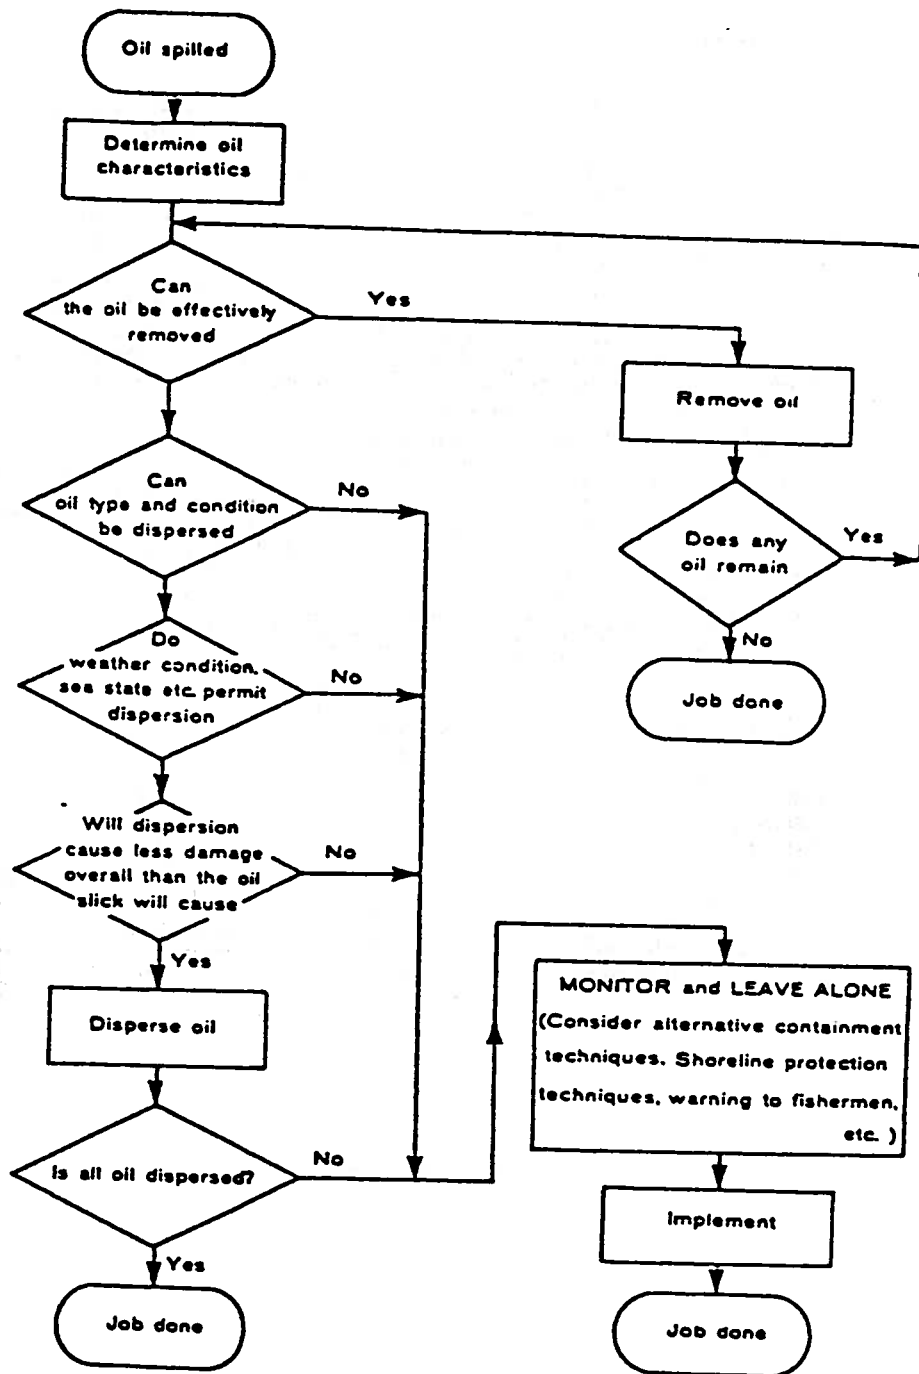 Oil spilled
Determine oil
characteristics
Can
the oil be effectively
removed
Yes
Remove oil
Does any
oil remain
Yes
No
Job done
Can
oil type and condition
be dispersed
No
Do
weather condition,
sea state etc. permit
dispersion
No
Will dispersion
cause less damage
overall than the oil
slick will cause
No
Yes
Disperse oil
Is all oil dispersed?
No
Yes
Job done
MONITOR and LEAVE ALONE
(Consider alternative containment
techniques. Shoreline protection
techniques, warning to fishermen,
etc. )
Implement
Job done